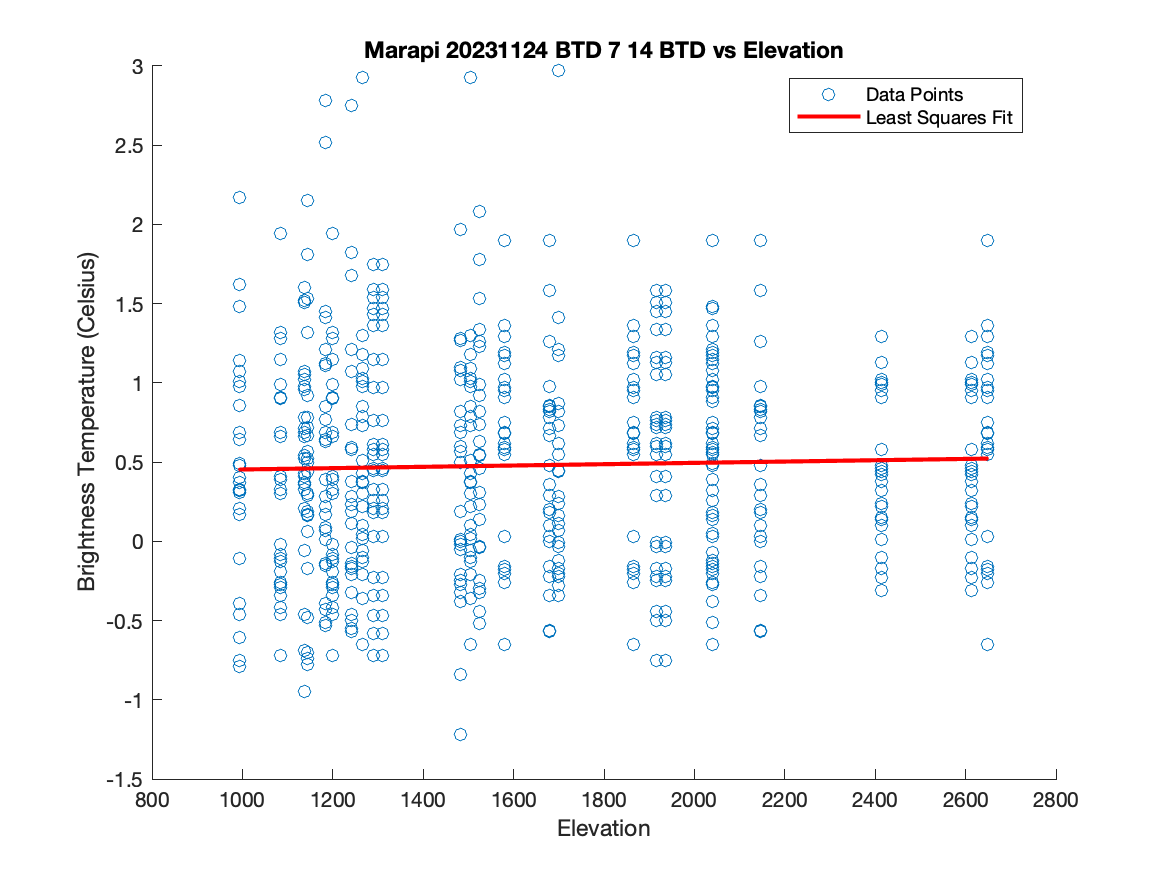 Marapi 20231124 BTD 7 14 BTD vs Elevation
Data Points
Least Squares Fit
Brightness Temperature (Celsius)
3
2.5
2
1.5
1
0.5
0
-0.5
-1
-1.5
800 1000 1200 1400 1600 1800 2000 2200 2400 2600 2800
Elevation